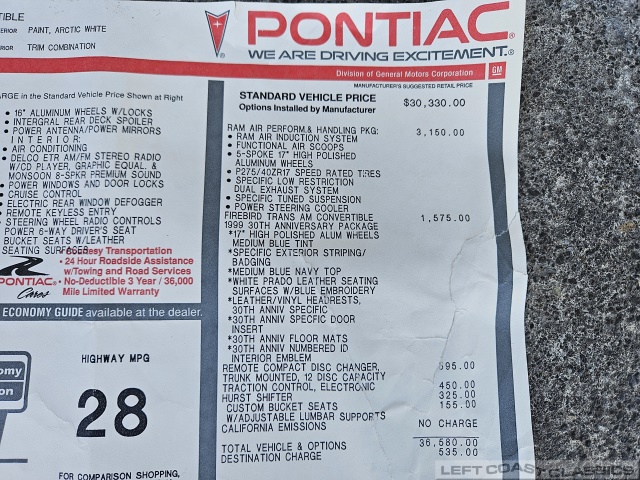 TIBLE
ERIOR PAINT, ARCTIC WHITE
RIOR TRIM COMBINATION
PONTIAC®
WE ARE DRIVING EXCITEMENT.®
Division of General Motors Corporation GM
ARGE in the Standard Vehicle Price Shown at Right
• 16" ALUMINUM WHEELS W/LOCKS
• INTERGRAL REAR DECK SPOILER
• POWER ANTENNA/POWER MIRRORS
I N T E R I O R :
• AIR CONDITIONING
• DELCO ETR AM/FM STEREO RADIO
W/CD PLAYER, GRAPHIC EQUAL. &
MONSOON 8-SPKR PREMIUM SOUND
• POWER WINDOWS AND DOOR LOCKS
• CRUISE CONTROL
• ELECTRIC REAR WINDOW DEFOGGER
• REMOTE KEYLESS ENTRY
• STEERING WHEEL RADIO CONTROLS
POWER 6-WAY DRIVER'S SEAT
BUCKET SEATS W/LEATHER
SEATING SURFACES
Transportation
• 24 Hour Roadside Assistance
w/Towing and Road Services
• No-Deductible 3 Year / 36,000
Mile Limited Warranty
PONTIAC
Cares
ECONOMY GUIDE available at the dealer.
HIGHWAY MPG
28
omy
on
FOR COMPARISON SHOPPING,
MANUFACTURER'S SUGGESTED RETAIL PRICE
STANDARD VEHICLE PRICE $30,330.00
Options Installed by Manufacturer
RAM AIR PERFORM.& HANDLING PKG: 3,150.00
• RAM AIR INDUCTION SYSTEM
• FUNCTIONAL AIR SCOOPS
• 5-SPOKE 17" HIGH POLISHED
ALUMINUM WHEELS
• P275/40ZR17 SPEED RATED TIRES
• SPECIFIC LOW RESTRICTION
DUAL EXHAUST SYSTEM
• SPECIFIC TUNED SUSPENSION
• POWER STEERING COOLER
FIREBIRD TRANS AM CONVERTIBLE 1,575.00
1999 30TH ANNIVERSARY PACKAGE
*17" HIGH POLISHED ALUM WHEELS
MEDIUM BLUE TINT
*SPECIFIC EXTERIOR STRIPING/
BADGING
*MEDIUM BLUE NAVY TOP
*WHITE PRADO LEATHER SEATING
SURFACES W/BLUE EMBROIDERY
*LEATHER/VINYL HEADRESTS,
30TH ANNIV SPECIFIC
*30TH ANNIV SPECIFC DOOR
INSERT
*30TH ANNIV FLOOR MATS
*30TH ANNIV NUMBERED ID
INTERIOR EMBLEM
REMOTE COMPACT DISC CHANGER, 595.00
TRUNK MOUNTED, 12 DISC CAPACITY
TRACTION CONTROL, ELECTRONIC 450.00
HURST SHIFTER 325.00
CUSTOM BUCKET SEATS 155.00
W/ADJUSTABLE LUMBAR SUPPORTS
CALIFORNIA EMISSIONS NO CHARGE
TOTAL VEHICLE & OPTIONS 36,580.00
DESTINATION CHARGE 535.00
LEFT COAST CLASSICS